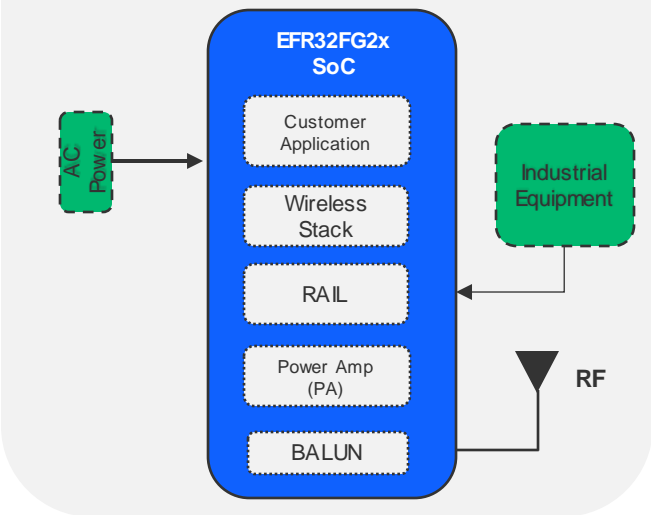 EFR32FG2x
SoC
Customer
Application
AC
Power
Industrial
Equipment
Wireless
Stack
RAIL
Power Amp
(PA)
RF
BALUN